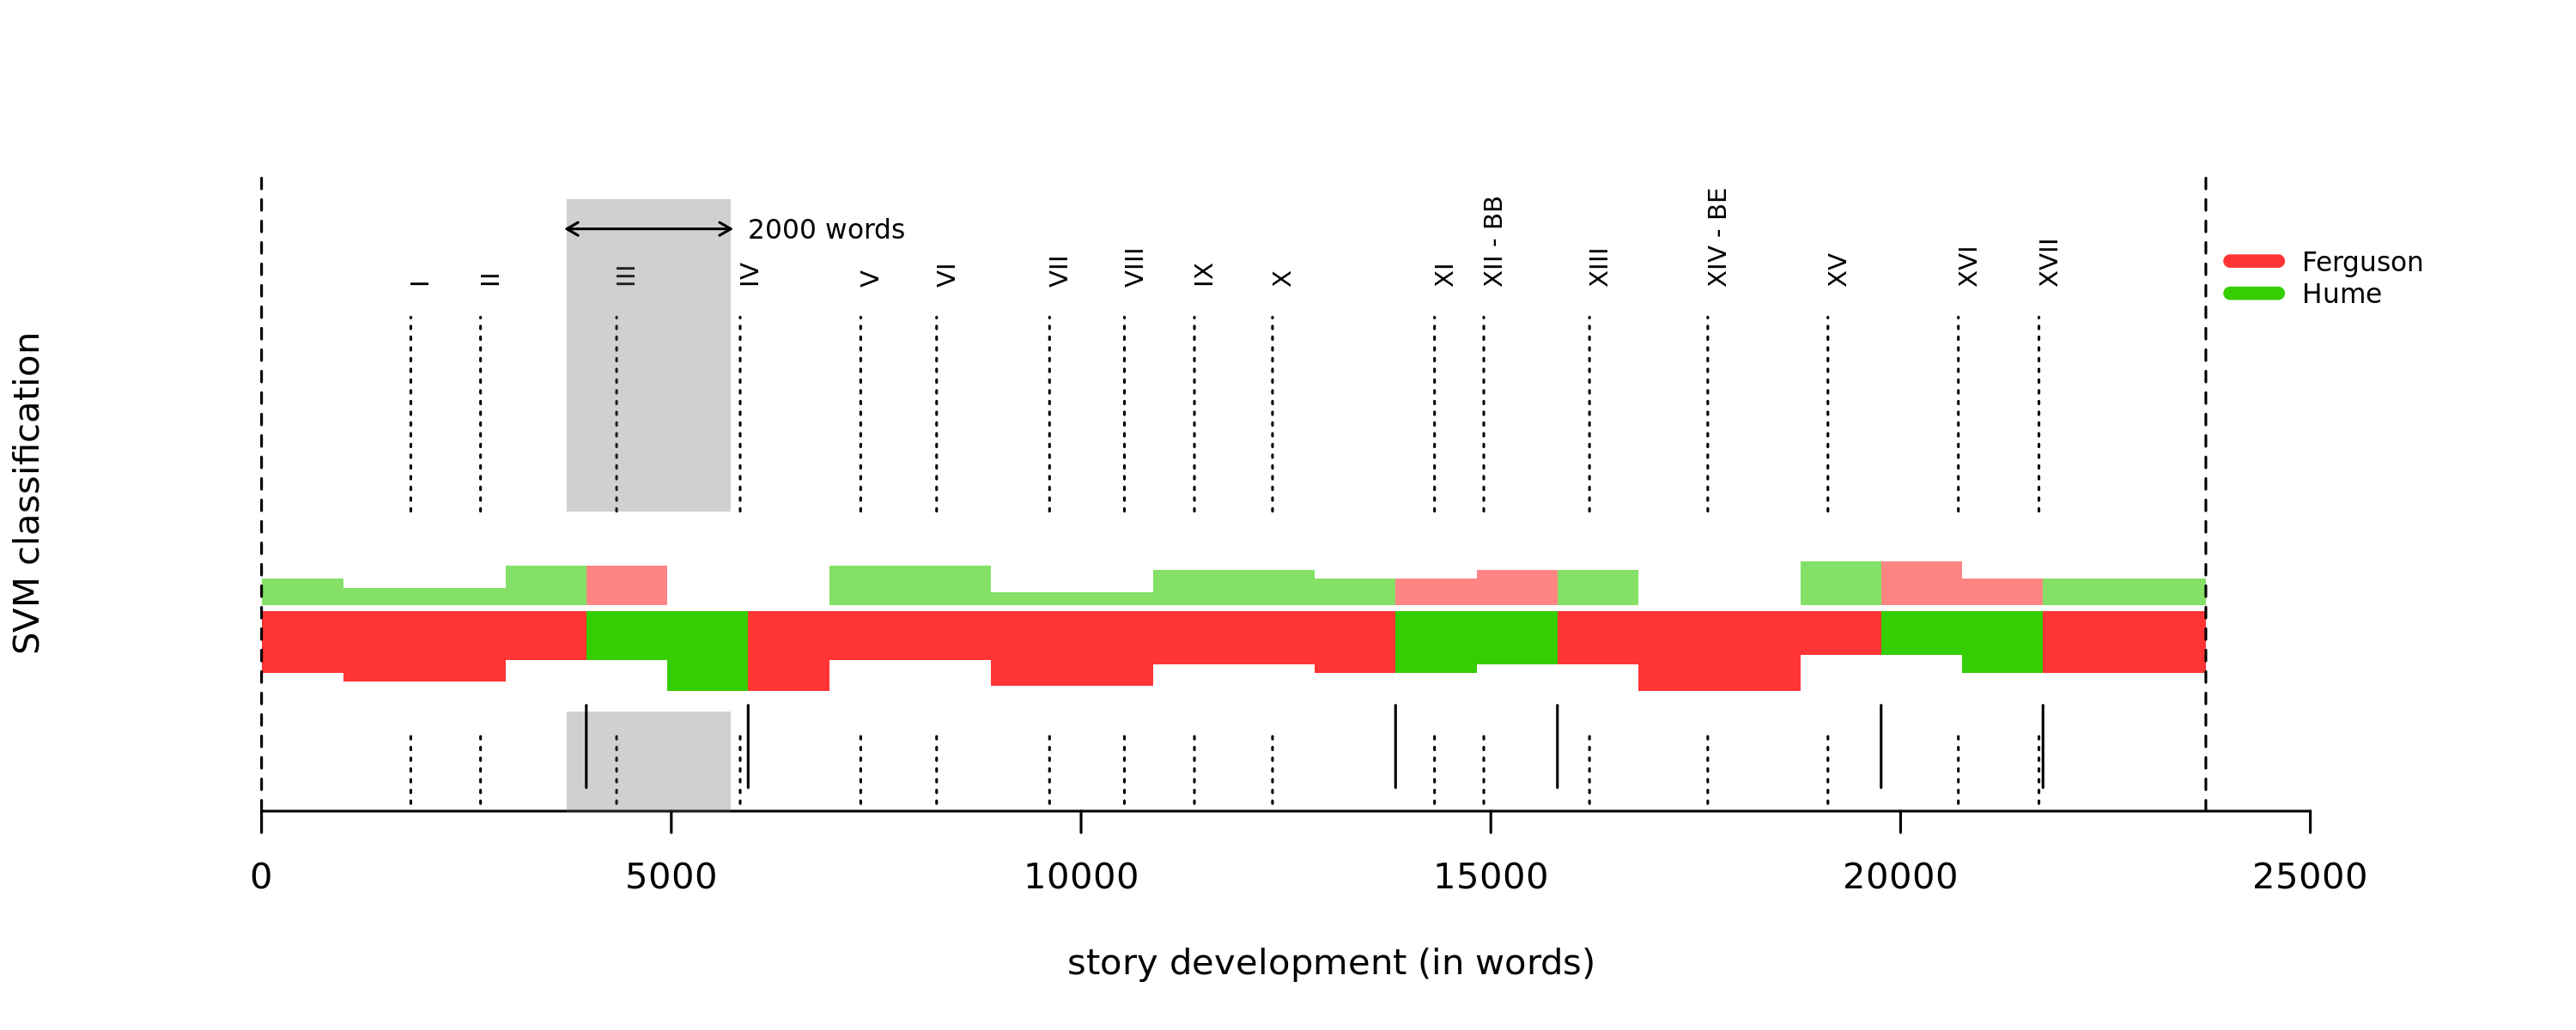 2000 words
I
II
III
IV
V
VI
VII
VIII
IX
X
XI
XII - BB
XIII
XIV - BE
XV
XVI
XVII
Ferguson
Hume
SVM classification
0
5000
10000
15000
20000
25000
story development (in words)